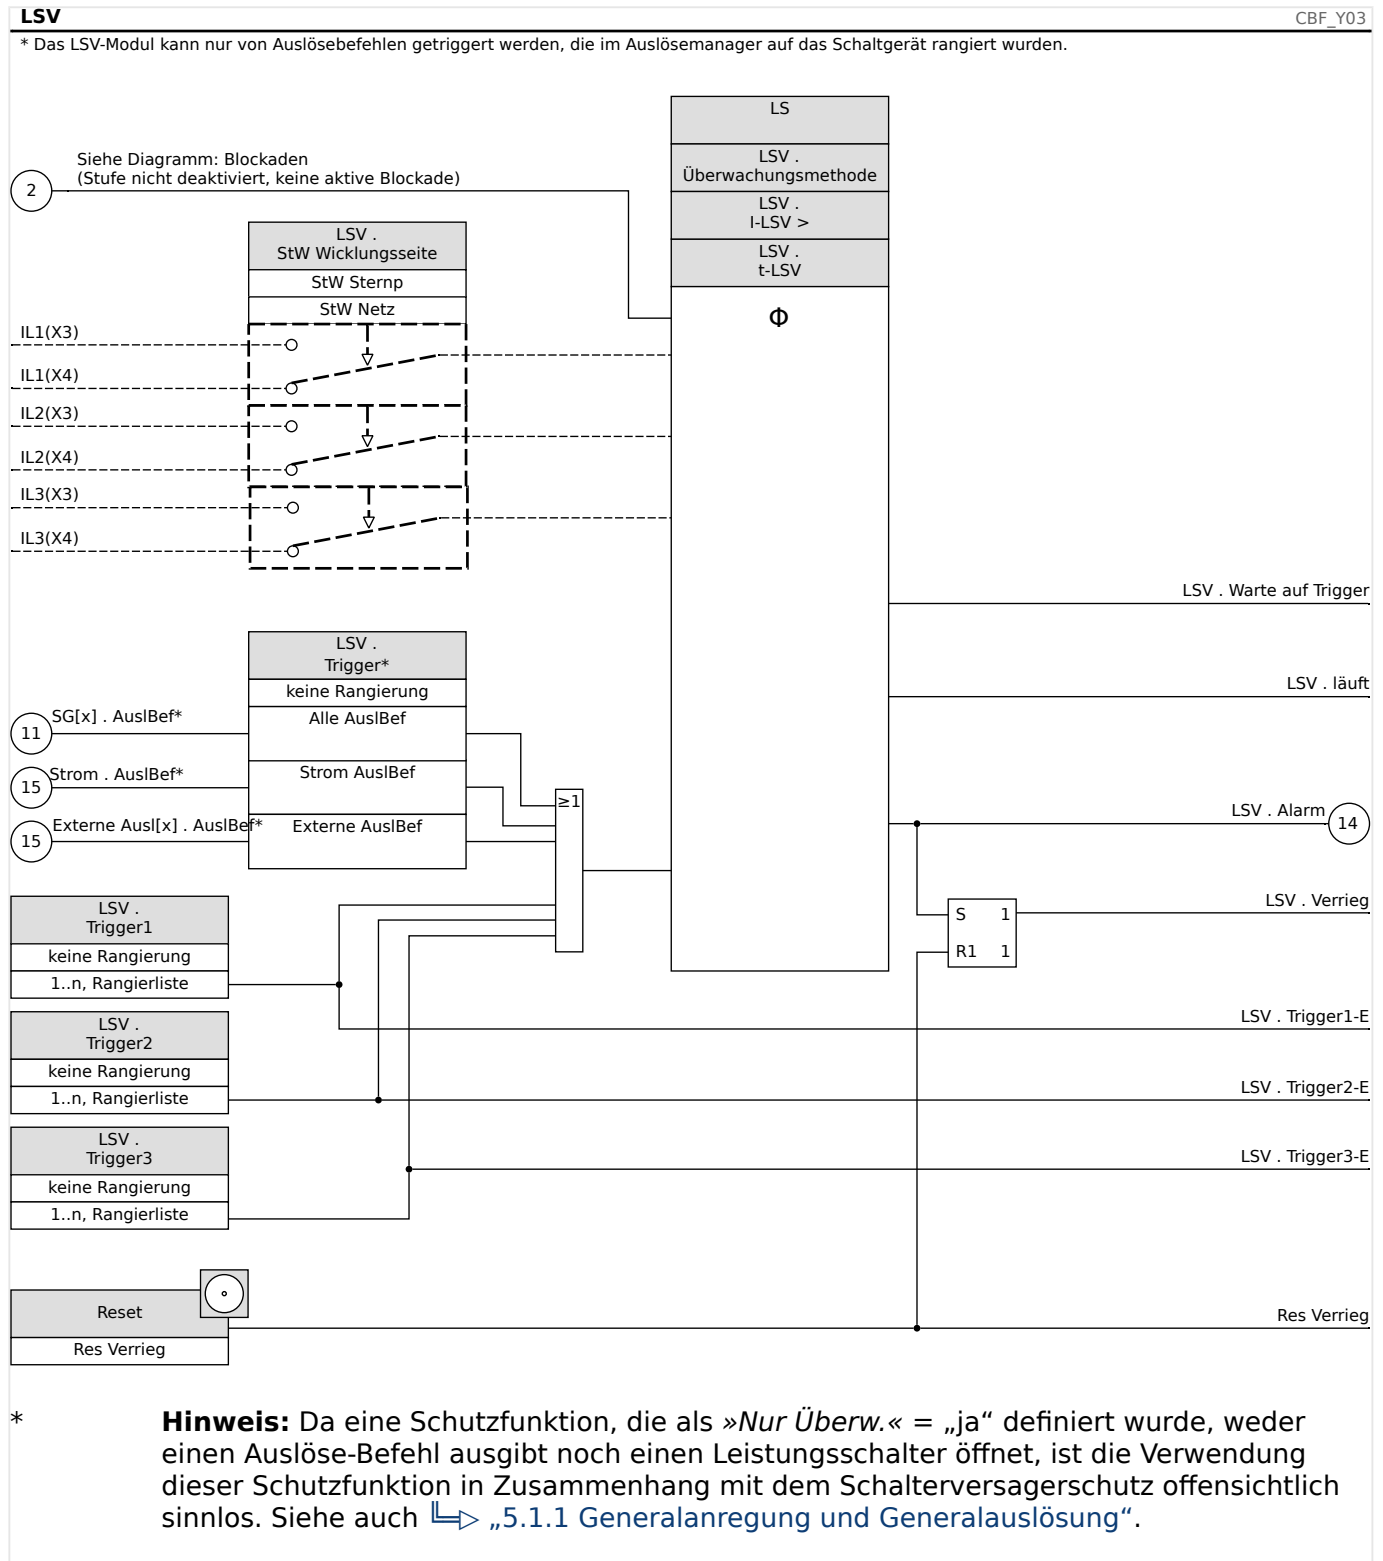 LSV
CBF_Y03
* Das LSV-Modul kann nur von Auslösebefehlen getriggert werden, die im Auslösemanager auf das Schaltgerät rangiert wurden.
LS
LSV .
Überwachungsmethode
LSV .
I-LSV >
LSV .
t-LSV
Φ
Siehe Diagramm: Blockaden
(Stufe nicht deaktiviert, keine aktive Blockade)
2
LSV .
StW Wicklungsseite
StW Sternp
StW Netz
IL1(X3)
IL1(X4)
IL2(X3)
IL2(X4)
IL3(X3)
IL3(X4)
LSV . Warte auf Trigger
LSV . läuft
LSV .
Trigger*
keine Rangierung
Alle AuslBef
Strom AuslBef
Externe AuslBef
11
SG[x] . AuslBef*
15
Strom . AuslBef*
15
Externe Ausl[x] . AuslBef*
≥1
LSV . Alarm
14
LSV . Verrieg
S 1
R1 1
LSV .
Trigger1
keine Rangierung
1..n, Rangierliste
LSV . Trigger1-E
LSV .
Trigger2
keine Rangierung
1..n, Rangierliste
LSV . Trigger2-E
LSV .
Trigger3
keine Rangierung
1..n, Rangierliste
LSV . Trigger3-E
Reset
Res Verrieg
Res Verrieg
* Hinweis: Da eine Schutzfunktion, die als »Nur Überw.« = „ja“ definiert wurde, weder
einen Auslöse-Befehl ausgibt noch einen Leistungsschalter öffnet, ist die Verwendung
dieser Schutzfunktion in Zusammenhang mit dem Schalterversagerschutz offensichtlich
sinnlos. Siehe auch „5.1.1 Generalanregung und Generalauslösung“.